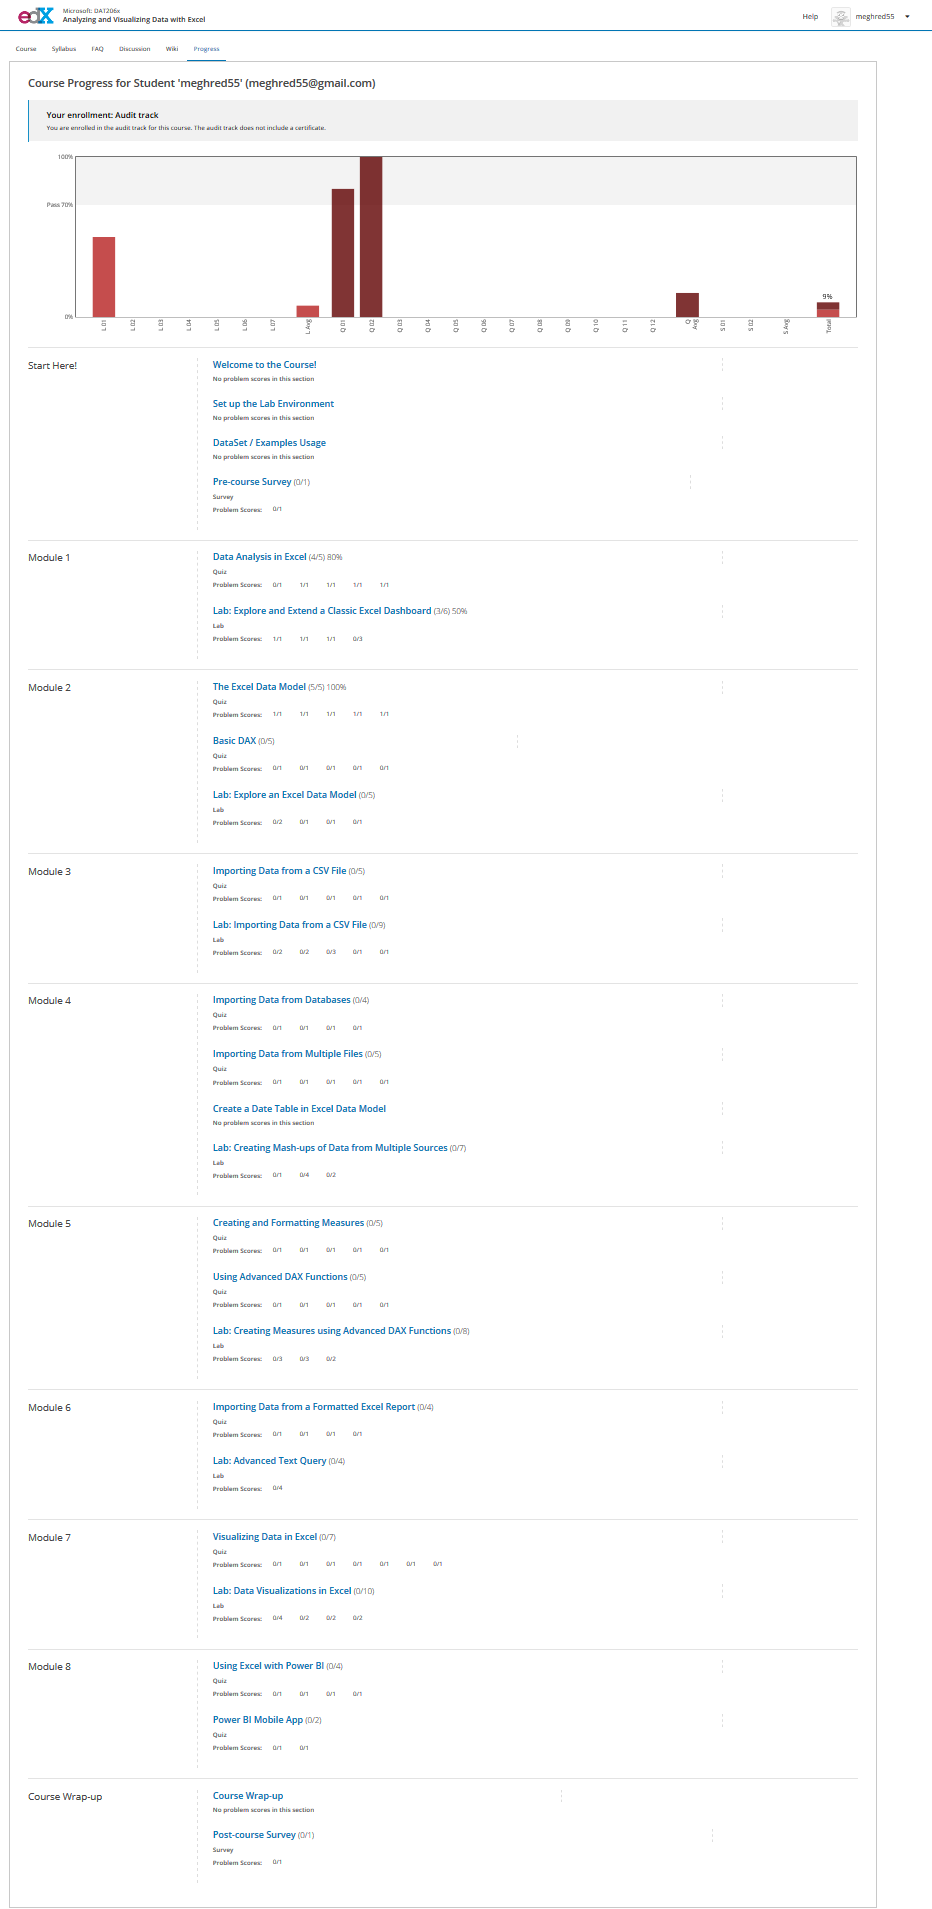 edX
Microsoft: DAT206x
Analyzing and Visualizing Data with Excel
Help
meghred55
Course Syllabus FAQ Discussion Wiki Progress
Course Progress for Student 'meghred55' (meghred55@gmail.com)
Your enrollment: Audit track
You are enrolled in the audit track for this course. The audit track does not include a certificate.
100%
Pass 70%
0%
9%
L 01 L 02 L 03 L 04 L 05 L 06 L 07 L Avg Q 01 Q 02 Q 03 Q 04 Q 05 Q 06 Q 07 Q 08 Q 09 Q 10 Q 11 Q 12 Q Avg S 01 S 02 S Avg Total
Start Here!
Welcome to the Course!
No problem scores in this section
Set up the Lab Environment
No problem scores in this section
DataSet / Examples Usage
No problem scores in this section
Pre-course Survey (0/1)
Survey
Problem Scores: 0/1
Module 1
Data Analysis in Excel (4/5) 80%
Quiz
Problem Scores: 0/1 1/1 1/1 1/1 1/1
Lab: Explore and Extend a Classic Excel Dashboard (3/6) 50%
Lab
Problem Scores: 1/1 1/1 1/1 0/3
Module 2
The Excel Data Model (5/5) 100%
Quiz
Problem Scores: 1/1 1/1 1/1 1/1 1/1
Basic DAX (0/5)
Quiz
Problem Scores: 0/1 0/1 0/1 0/1 0/1
Lab: Explore an Excel Data Model (0/5)
Lab
Problem Scores: 0/2 0/1 0/1 0/1
Module 3
Importing Data from a CSV File (0/5)
Quiz
Problem Scores: 0/1 0/1 0/1 0/1 0/1
Lab: Importing Data from a CSV File (0/9)
Lab
Problem Scores: 0/2 0/2 0/3 0/1 0/1
Module 4
Importing Data from Databases (0/4)
Quiz
Problem Scores: 0/1 0/1 0/1 0/1
Importing Data from Multiple Files (0/5)
Quiz
Problem Scores: 0/1 0/1 0/1 0/1 0/1
Create a Date Table in Excel Data Model
No problem scores in this section
Lab: Creating Mash-ups of Data from Multiple Sources (0/7)
Lab
Problem Scores: 0/1 0/4 0/2
Module 5
Creating and Formatting Measures (0/5)
Quiz
Problem Scores: 0/1 0/1 0/1 0/1 0/1
Using Advanced DAX Functions (0/5)
Quiz
Problem Scores: 0/1 0/1 0/1 0/1 0/1
Lab: Creating Measures using Advanced DAX Functions (0/8)
Lab
Problem Scores: 0/3 0/3 0/2
Module 6
Importing Data from a Formatted Excel Report (0/4)
Quiz
Problem Scores: 0/1 0/1 0/1 0/1
Lab: Advanced Text Query (0/4)
Lab
Problem Scores: 0/4
Module 7
Visualizing Data in Excel (0/7)
Quiz
Problem Scores: 0/1 0/1 0/1 0/1 0/1 0/1 0/1
Lab: Data Visualizations in Excel (0/10)
Lab
Problem Scores: 0/4 0/2 0/2 0/2
Module 8
Using Excel with Power BI (0/4)
Quiz
Problem Scores: 0/1 0/1 0/1 0/1
Power BI Mobile App (0/2)
Quiz
Problem Scores: 0/1 0/1
Course Wrap-up
Course Wrap-up
No problem scores in this section
Post-course Survey (0/1)
Survey
Problem Scores: 0/1